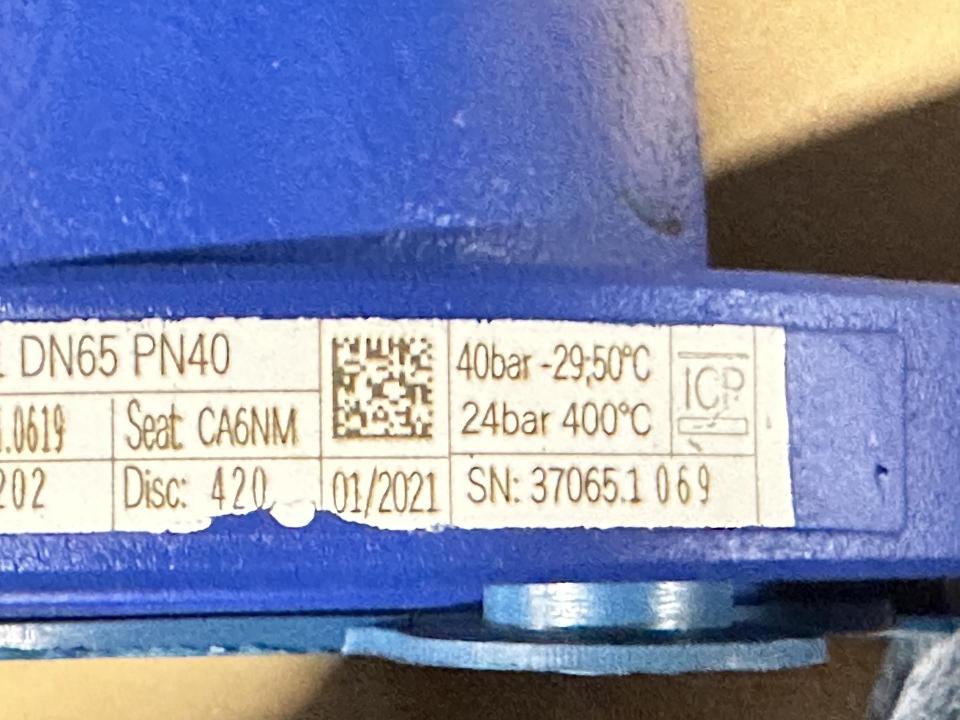 DN65 PN40
.0619
Seat: CA6NM
202
Disc: 420
01/2021
40bar -29;50°C
24bar 400°C
ICP
SN: 37065.1 069